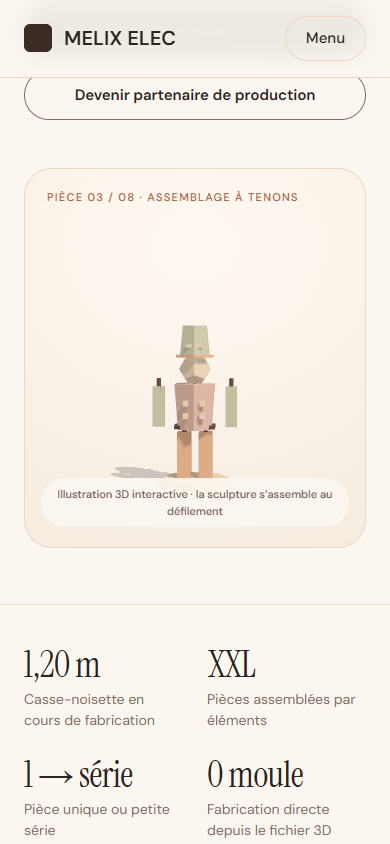 MELIX ELEC
Menu
Devenir partenaire de production
PIÈCE 03 / 08 · ASSEMBLAGE À TENONS
Illustration 3D interactive · la sculpture s’assemble au
défilement
1,20 m
Casse-noisette en
cours de fabrication
XXL
Pièces assemblées par
éléments
1 → série
Pièce unique ou petite
série
0 moule
Fabrication directe
depuis le fichier 3D